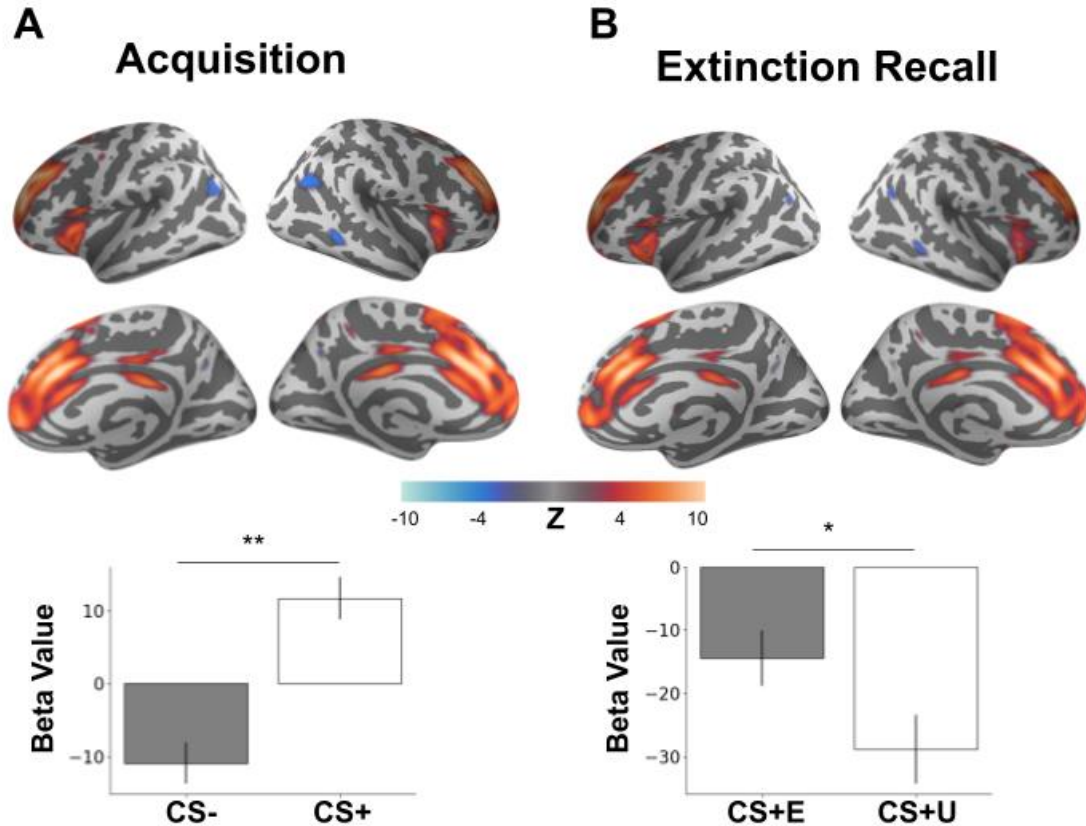 A
Acquisition
B
Extinction Recall
-10 -4 Z 4 10
**
Beta Value
10
0
−10
CS- CS+
*
Beta Value
0
−10
−20
−30
CS+E CS+U